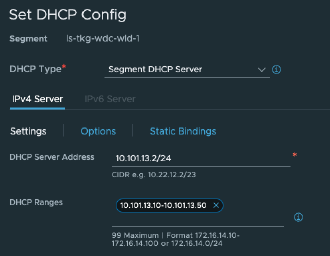 Set DHCP Config
Segment ls-tkg-wdc-wld-1
DHCP Type* Segment DHCP Server
IPv4 Server IPv6 Server
Settings Options Static Bindings
DHCP Server Address 10.101.13.2/24 *
CIDR e.g. 10.22.12.2/23
DHCP Ranges 10.101.13.10-10.101.13.50 ×
99 Maximum | Format 172.16.14.10-
172.16.14.100 or 172.16.14.0/24